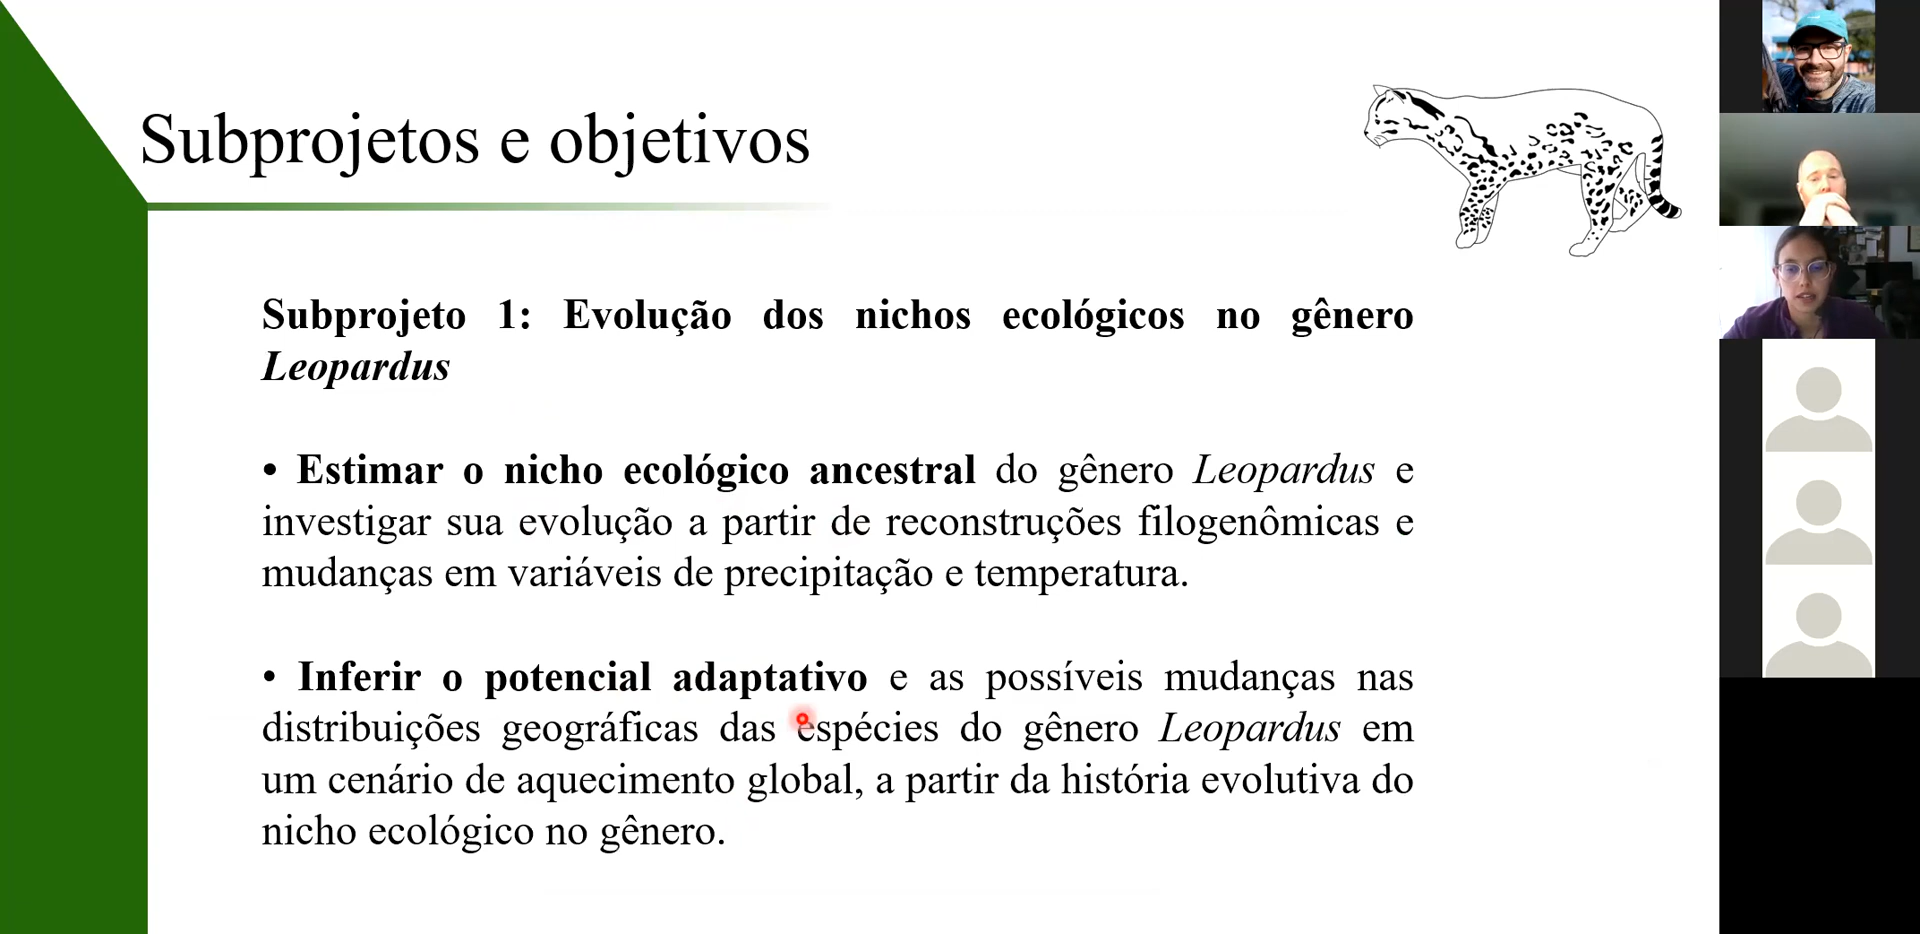 Subprojetos e objetivos
Subprojeto 1: Evolução dos nichos ecológicos no gênero
Leopardus
• Estimar o nicho ecológico ancestral do gênero Leopardus e
investigar sua evolução a partir de reconstruções filogenômicas e
mudanças em variáveis de precipitação e temperatura.
• Inferir o potencial adaptativo e as possíveis mudanças nas
distribuições geográficas das espécies do gênero Leopardus em
um cenário de aquecimento global, a partir da história evolutiva do
nicho ecológico no gênero.